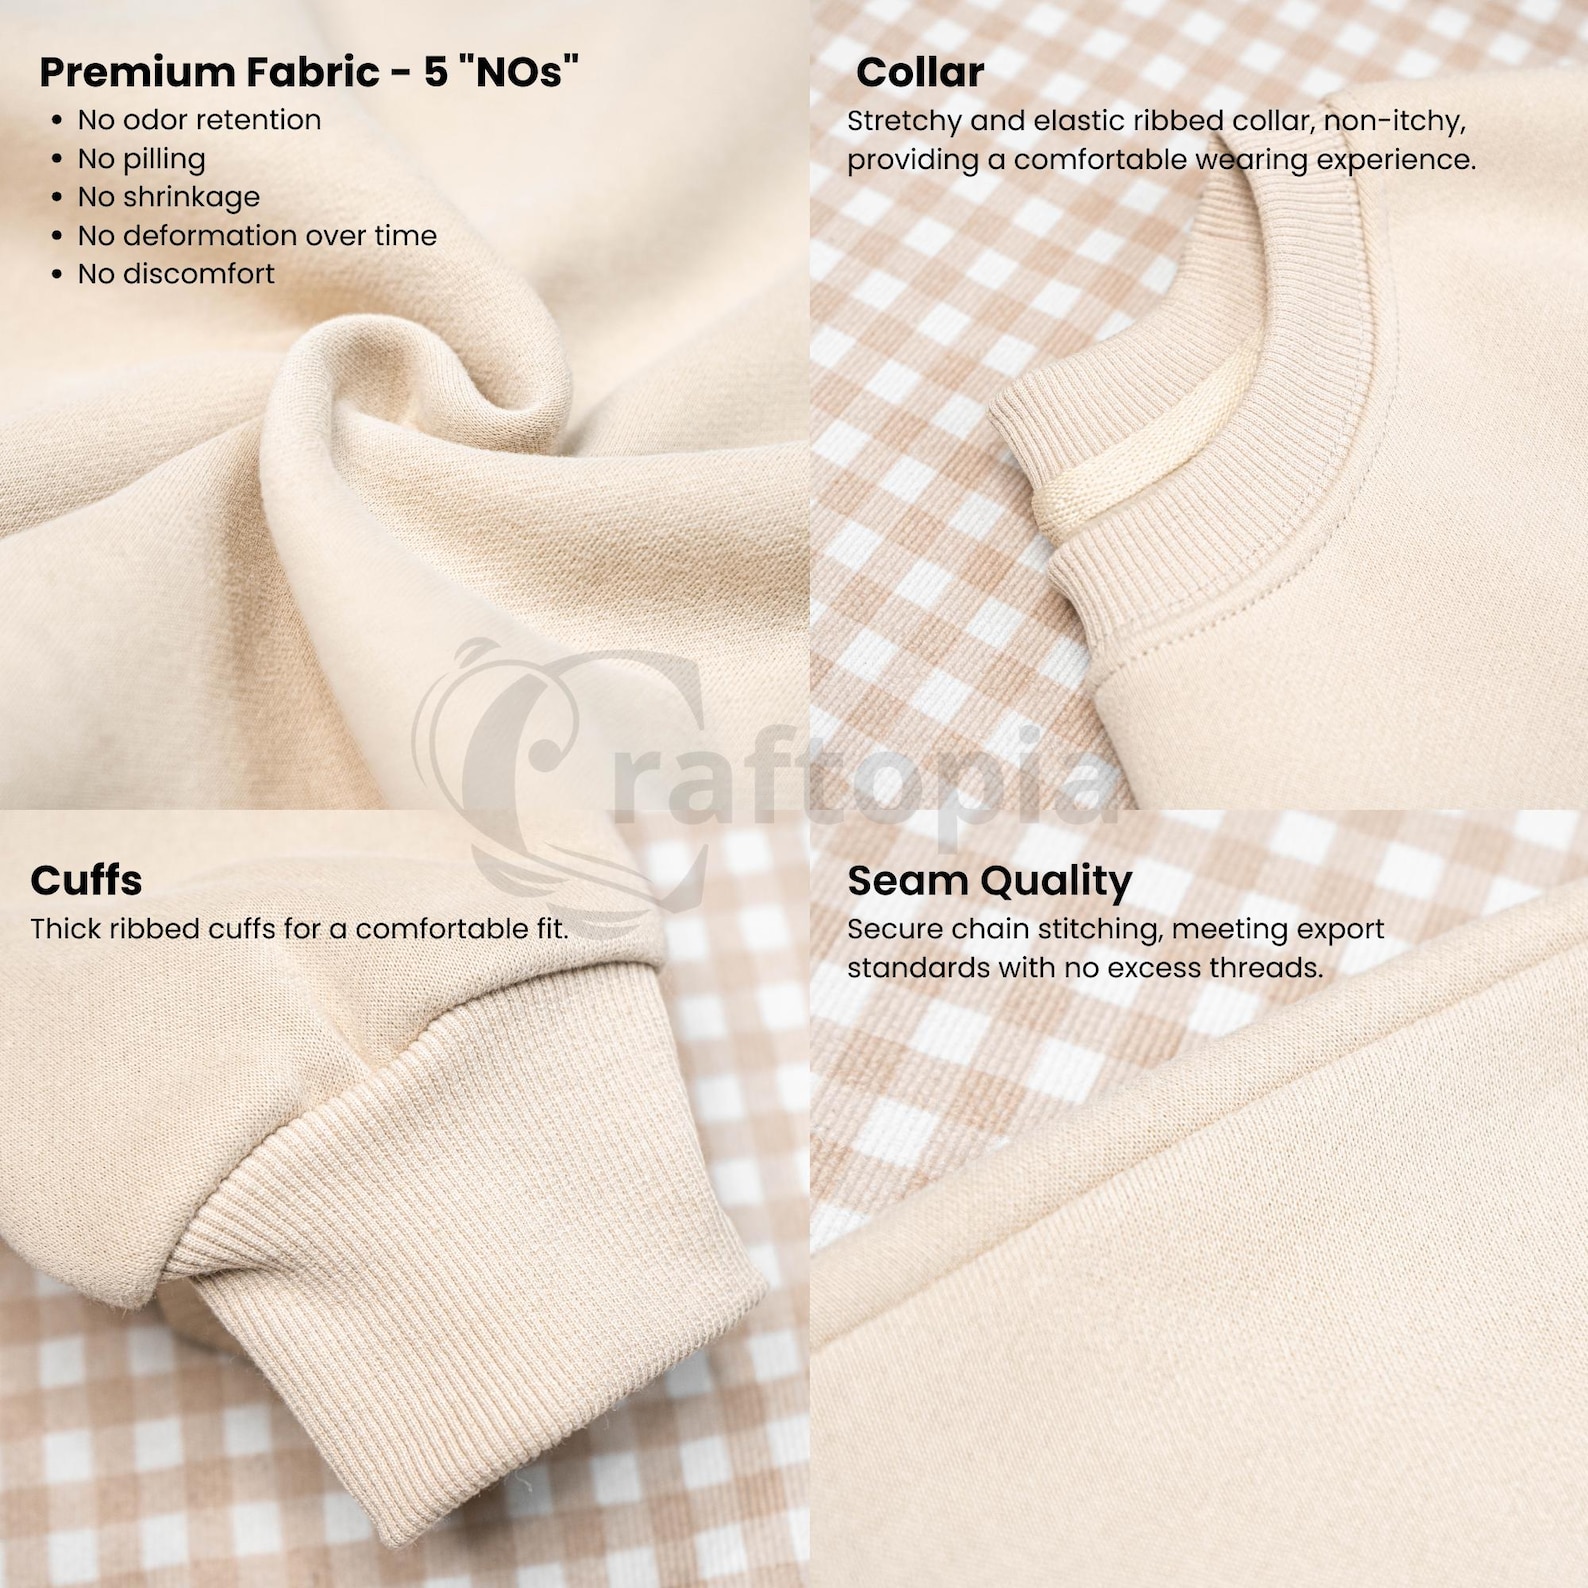 Premium Fabric - 5 "NOs"
• No odor retention
• No pilling
• No shrinkage
• No deformation over time
• No discomfort
Collar
Stretchy and elastic ribbed collar, non-itchy,
providing a comfortable wearing experience.
Craftopia
Cuffs
Thick ribbed cuffs for a comfortable fit.
Seam Quality
Secure chain stitching, meeting export
standards with no excess threads.